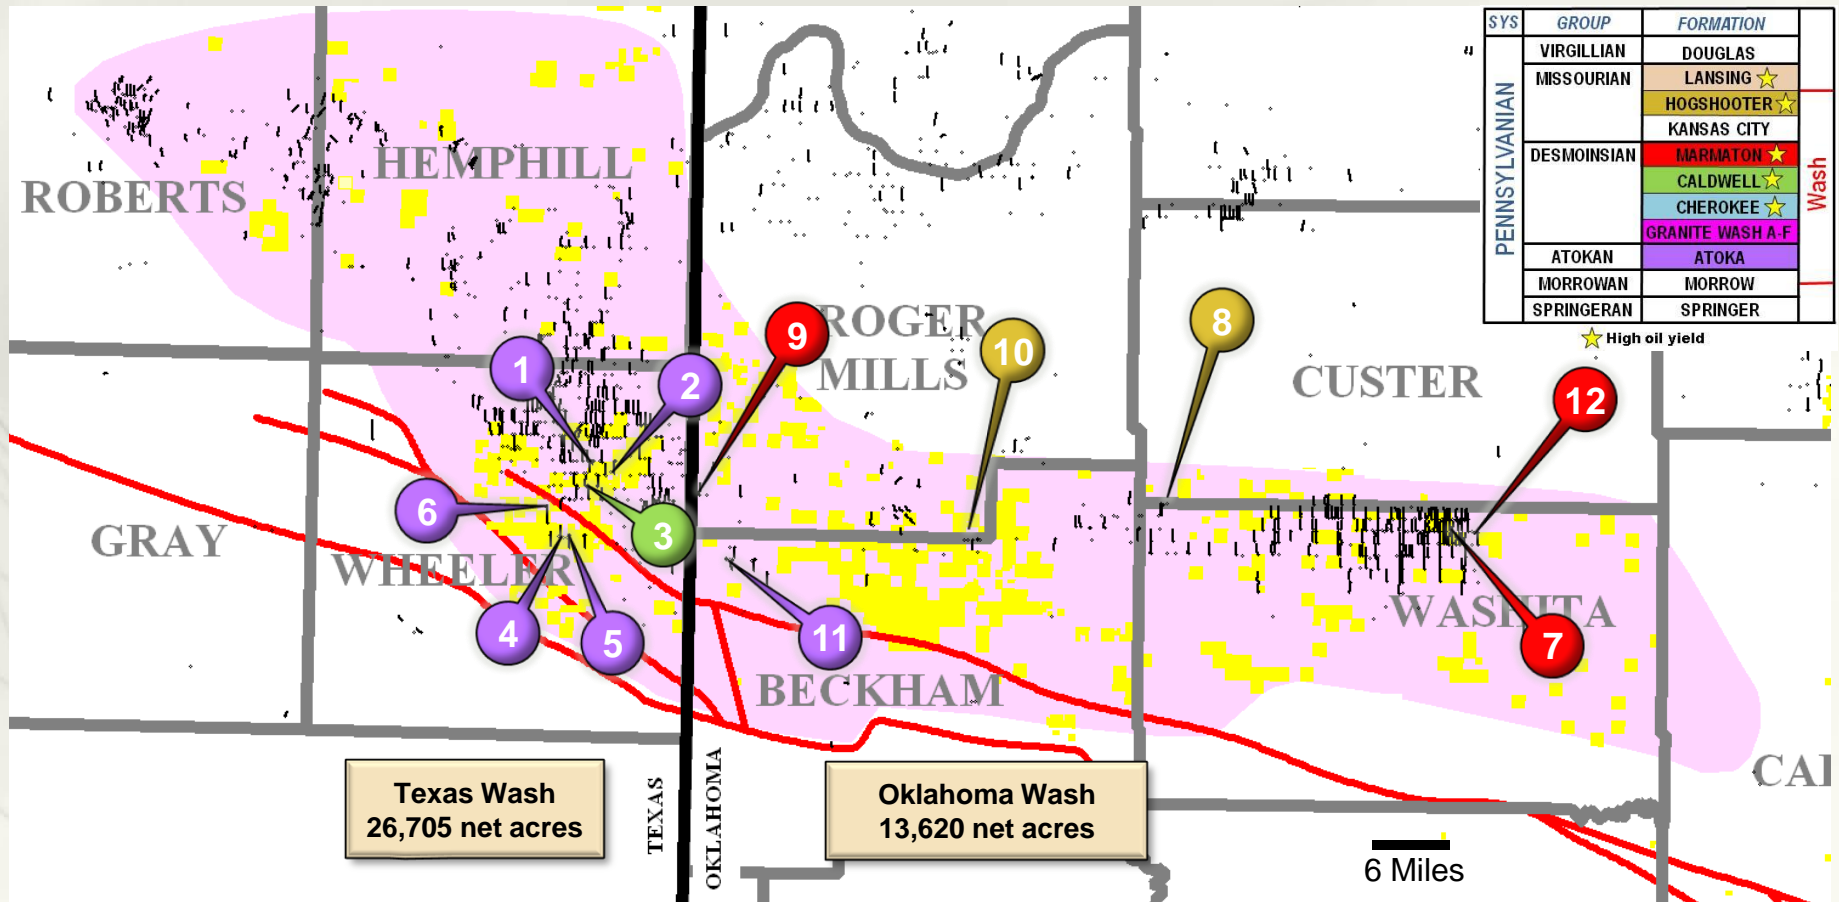 SYS GROUP FORMATION
PENNSYLVANIAN
VIRGILLIAN DOUGLAS
MISSOURIAN LANSING
HOGSHOOTER
KANSAS CITY
DESMOINSIAN MARMATON
CALDWELL
CHEROKEE
GRANITE WASH A-F
ATOKAN ATOKA
MORROWAN MORROW
SPRINGERAN SPRINGER
Wash
High oil yield
ROBERTS
HEMPHILL
ROGER
MILLS
CUSTER
GRAY
WHEELER
BECKHAM
WASHITA
CAI
1
2
9
10
8
12
6
3
4
5
11
7
Texas Wash
26,705 net acres
TEXAS
OKLAHOMA
Oklahoma Wash
13,620 net acres
6 Miles